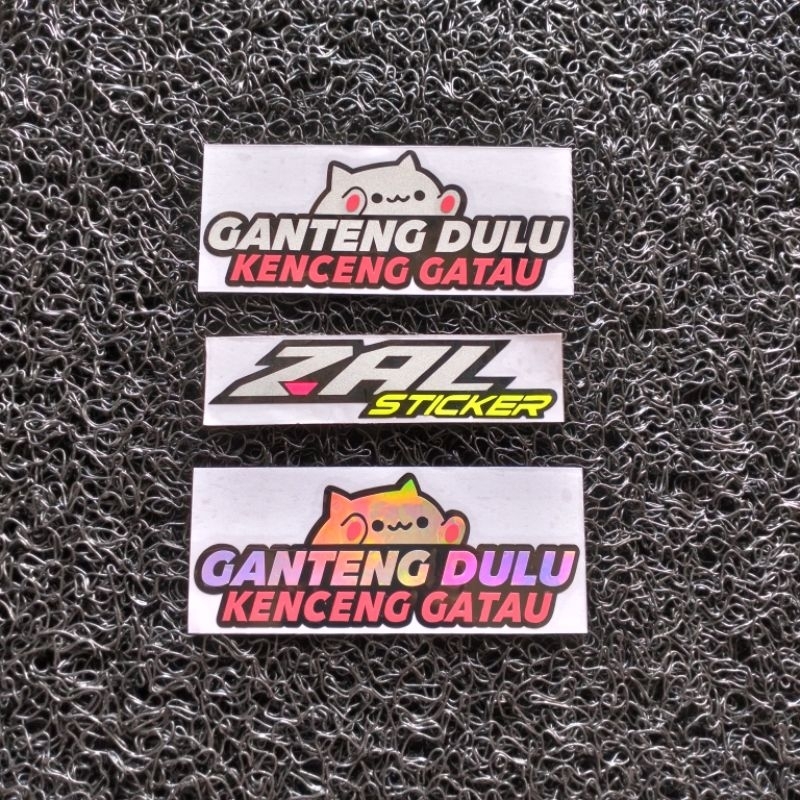 GANTENG DULU
KENCENG GATAU
ZAL
STICKER
GANTENG DULU
KENCENG GATAU